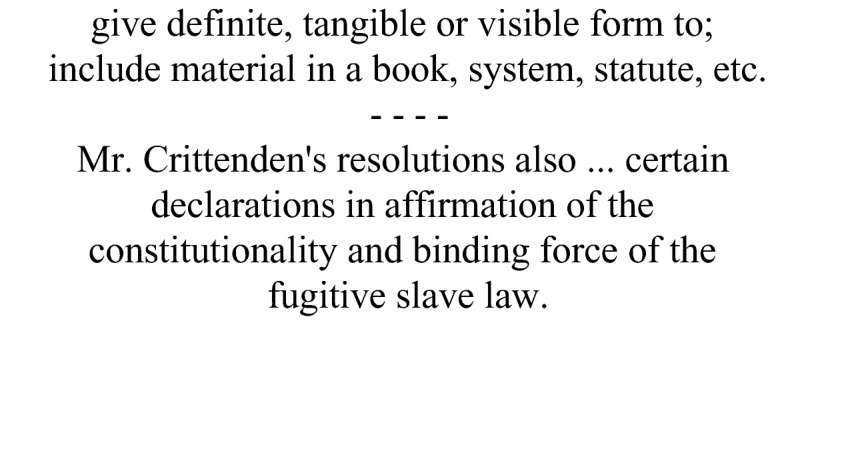 give definite, tangible or visible form to;
include material in a book, system, statute, etc.
- - - -
Mr. Crittenden's resolutions also ... certain
declarations in affirmation of the
constitutionality and binding force of the
fugitive slave law.